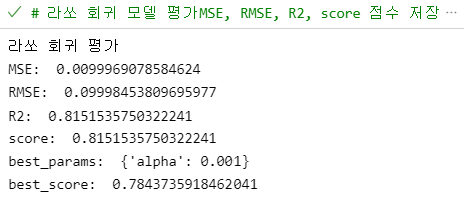 # 라쏘 회귀 모델 평가MSE, RMSE, R2, score 점수 저장 ···
라쏘 회귀 평가
MSE:  0.0099969078584624
RMSE:  0.09998453809695977
R2:  0.8151535750322241
score:  0.8151535750322241
best_params:  {'alpha': 0.001}
best_score:  0.7843735918462041